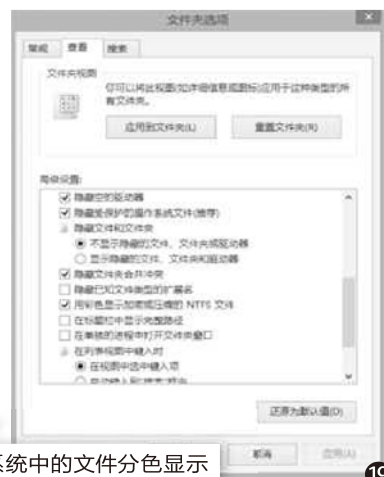 文件夹选项
常规 查看 搜索
文件夹视图
你可以将此视图(如详细信息或图标)应用于这种类型的所
有文件夹。
应用到文件夹(L) 重置文件夹(R)
高级设置:
隐藏空的驱动器
隐藏受保护的操作系统文件(推荐)
隐藏文件和文件夹
不显示隐藏的文件、文件夹或驱动器
显示隐藏的文件、文件夹和驱动器
隐藏文件夹合并冲突
隐藏已知文件类型的扩展名
用彩色显示加密或压缩的 NTFS 文件
在标题栏中显示完整路径
在单独的进程中打开文件夹窗口
在列表视图中键入时
在视图中选中键入项
还原为默认值(D)
取消 应用(A)
系统中的文件分色显示
19